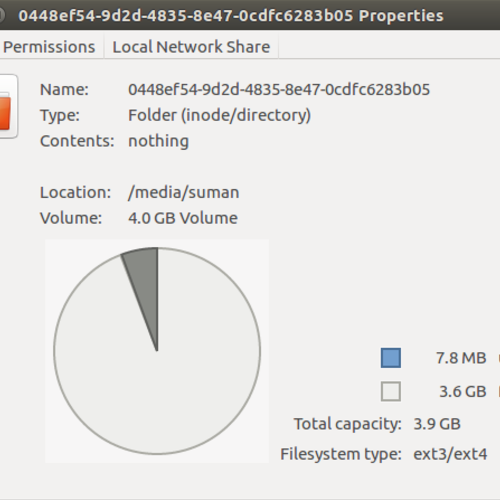 0448ef54-9d2d-4835-8e47-0cdfc6283b05 Properties
Permissions Local Network Share
Name: 0448ef54-9d2d-4835-8e47-0cdfc6283b05
Type: Folder (inode/directory)
Contents: nothing
Location: /media/suman
Volume: 4.0 GB Volume
7.8 MB
3.6 GB
Total capacity: 3.9 GB
Filesystem type: ext3/ext4